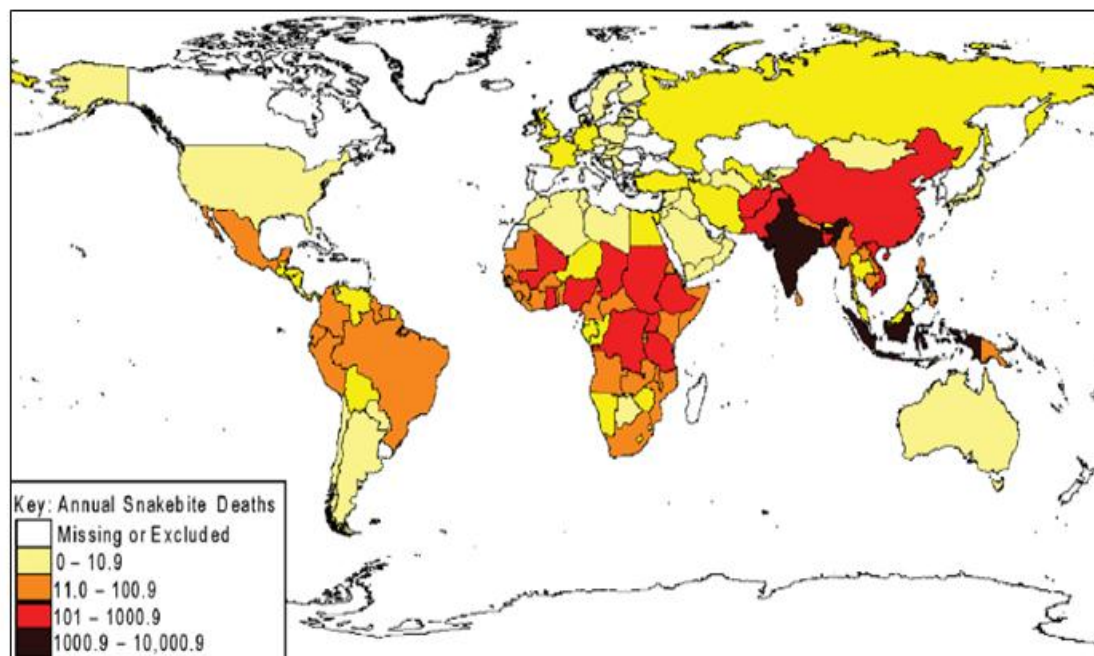 Key: Annual Snakebite Deaths
Missing or Excluded
0 – 10.9
11.0 – 100.9
101 – 1000.9
1000.9 – 10,000.9